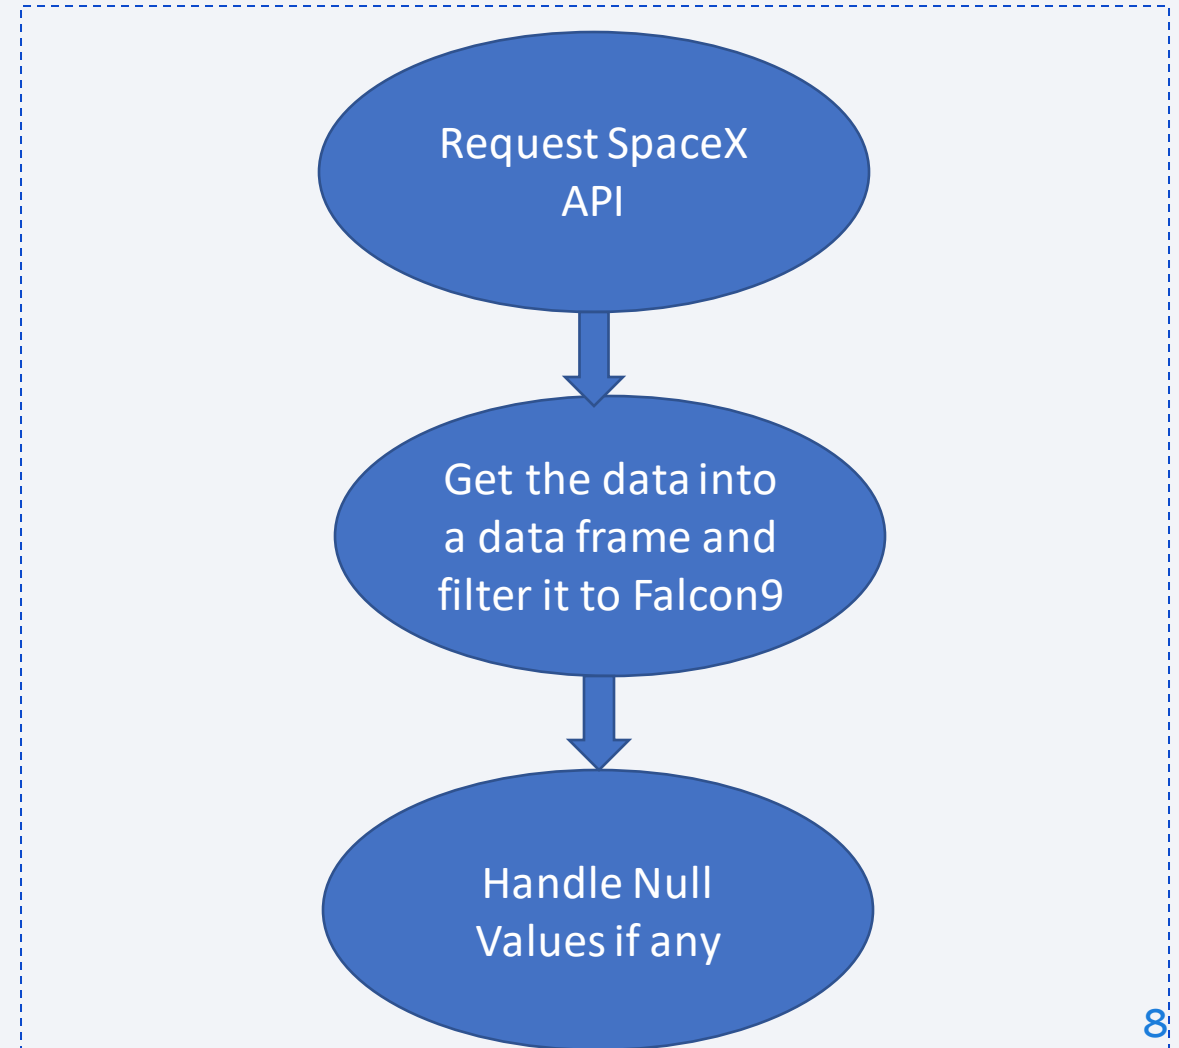 Request SpaceX
API
Get the data into
a data frame and
filter it to Falcon9
Handle Null
Values if any
8